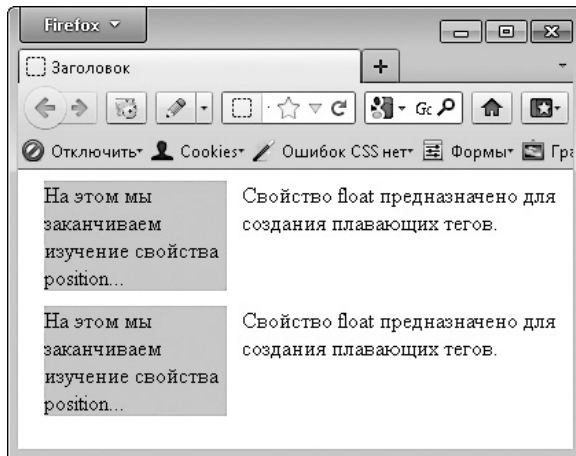 Firefox
Заголовок
Gc
Отключить Cookies Ошибок CSS нет Формы Гра
На этом мы
заканчиваем
изучение свойства
position...
Свойство float предназначено для
создания плавающих тегов.
На этом мы
заканчиваем
изучение свойства
position...
Свойство float предназначено для
создания плавающих тегов.